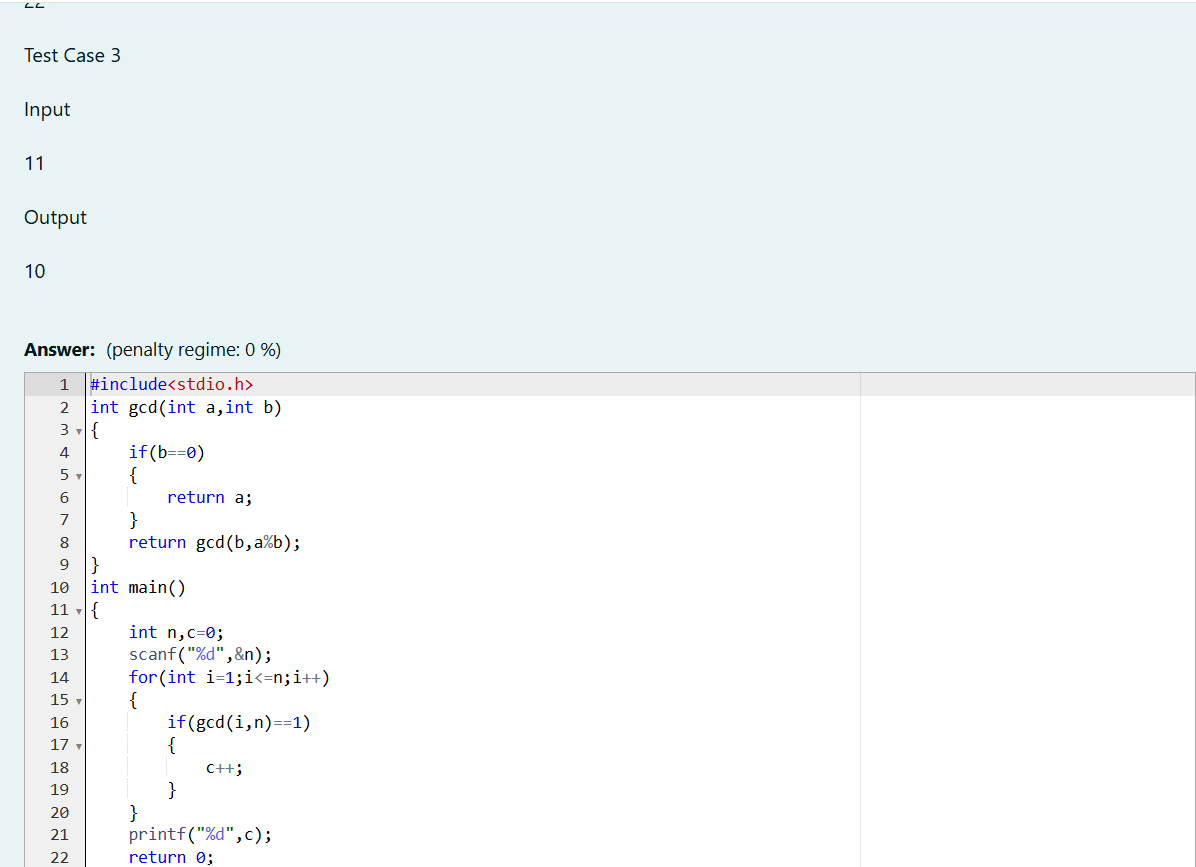 22
Test Case 3
Input
11
Output
10
Answer: (penalty regime: 0 %)
1 #include<stdio.h>
2 int gcd(int a,int b)
3 {
4     if(b==0)
5     {
6         return a;
7     }
8     return gcd(b,a%b);
9 }
10 int main()
11 {
12     int n,c=0;
13     scanf("%d",&n);
14     for(int i=1;i<=n;i++)
15     {
16         if(gcd(i,n)==1)
17         {
18             c++;
19         }
20     }
21     printf("%d",c);
22     return 0;